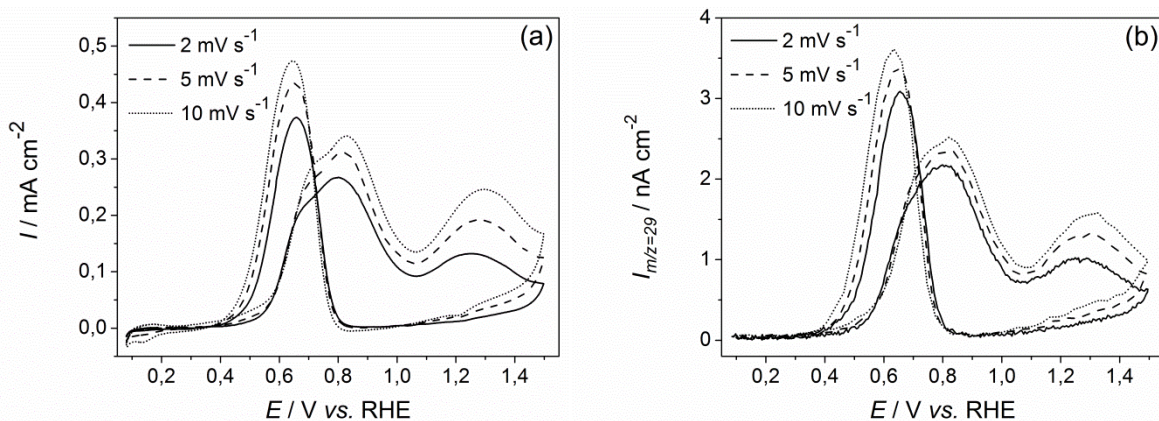 (a)
2 mV s⁻¹
5 mV s⁻¹
10 mV s⁻¹
0,5
0,4
0,3
0,2
0,1
0,0
I / mA cm⁻²
0,2 0,4 0,6 0,8 1,0 1,2 1,4
E / V vs. RHE
(b)
2 mV s⁻¹
5 mV s⁻¹
10 mV s⁻¹
4
3
2
1
0
I m/z=29 / nA cm⁻²
0,2 0,4 0,6 0,8 1,0 1,2 1,4
E / V vs. RHE